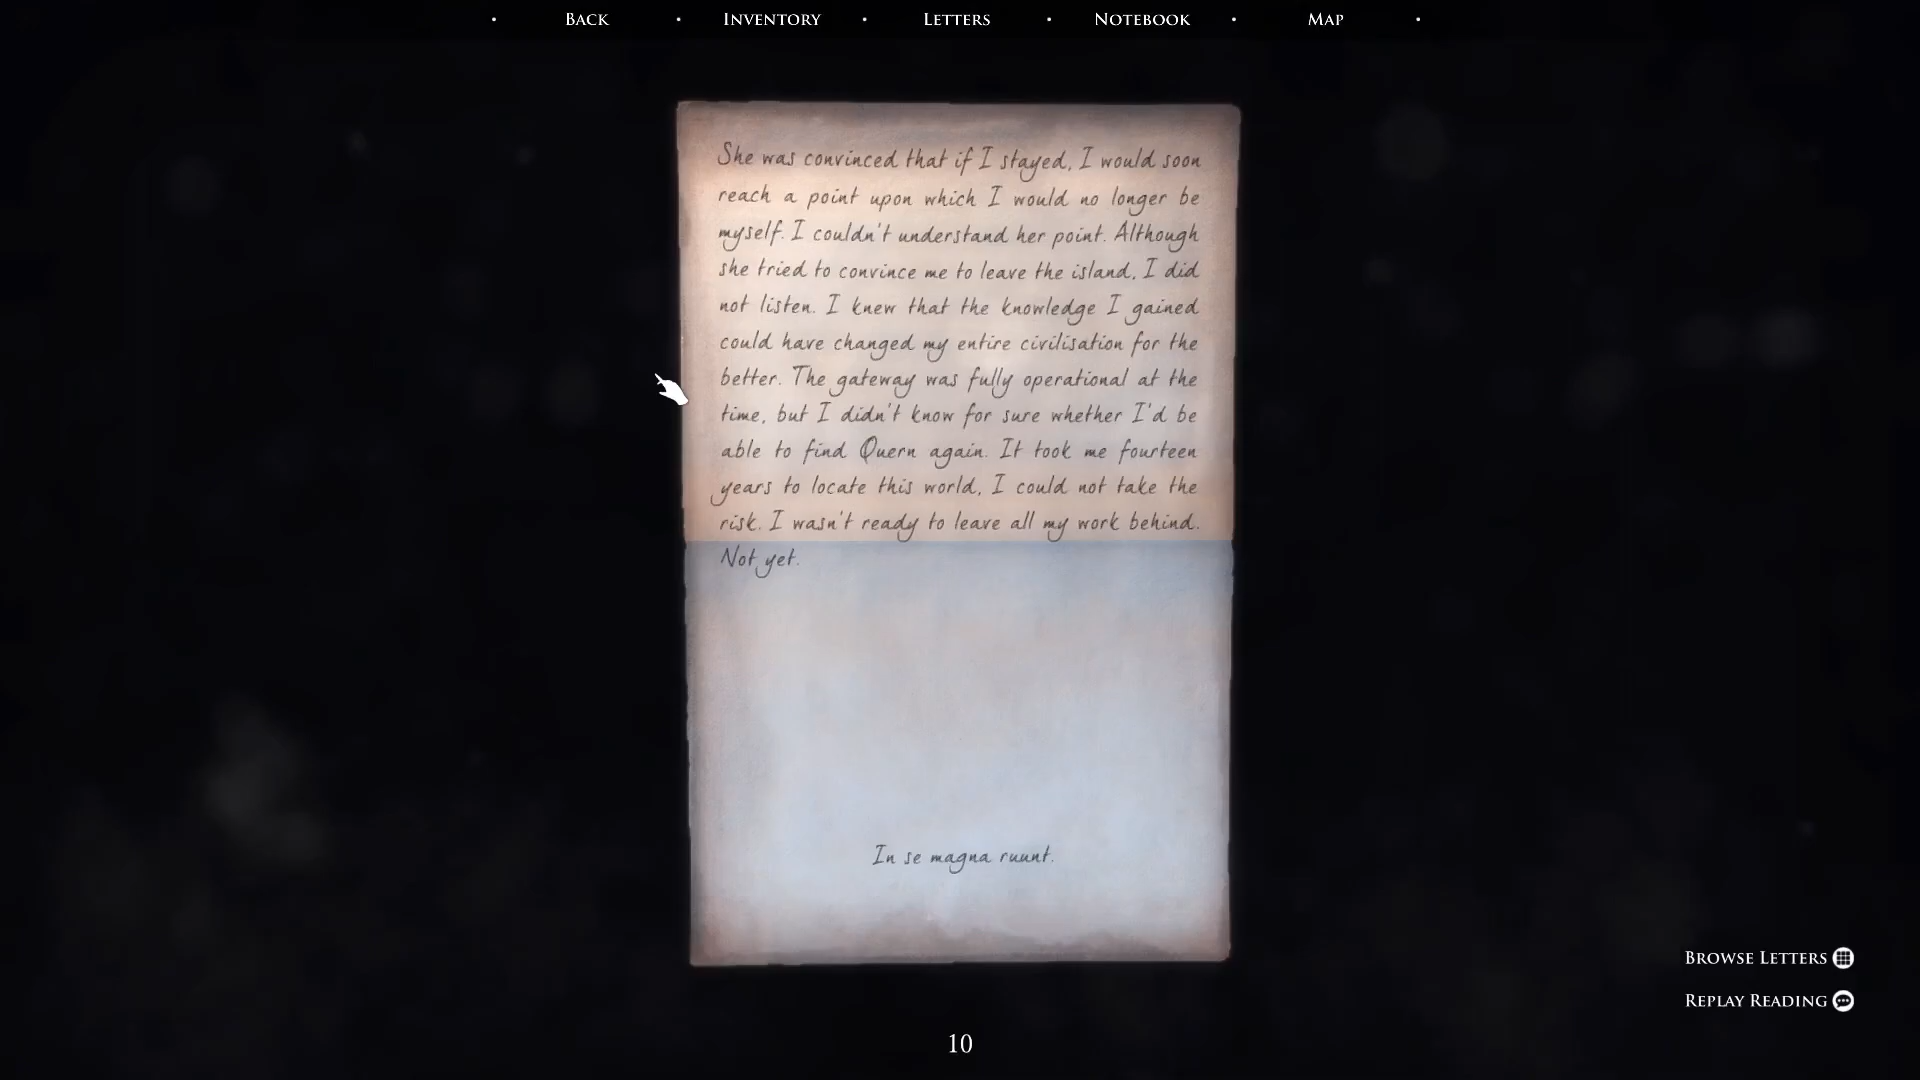 BACK
INVENTORY
LETTERS
NOTEBOOK
MAP
She was convinced that if I stayed, I would soon
reach a point upon which I would no longer be
myself. I couldn't understand her point. Although
she tried to convince me to leave the island, I did
not listen. I knew that the knowledge I gained
could have changed my entire civilisation for the
better. The gateway was fully operational at the
time, but I didn't know for sure whether I'd be
able to find Quern again. It took me fourteen
years to locate this world, I could not take the
risk. I wasn't ready to leave all my work behind.
Not yet.
In se magna ruunt.
BROWSE LETTERS
REPLAY READING
10